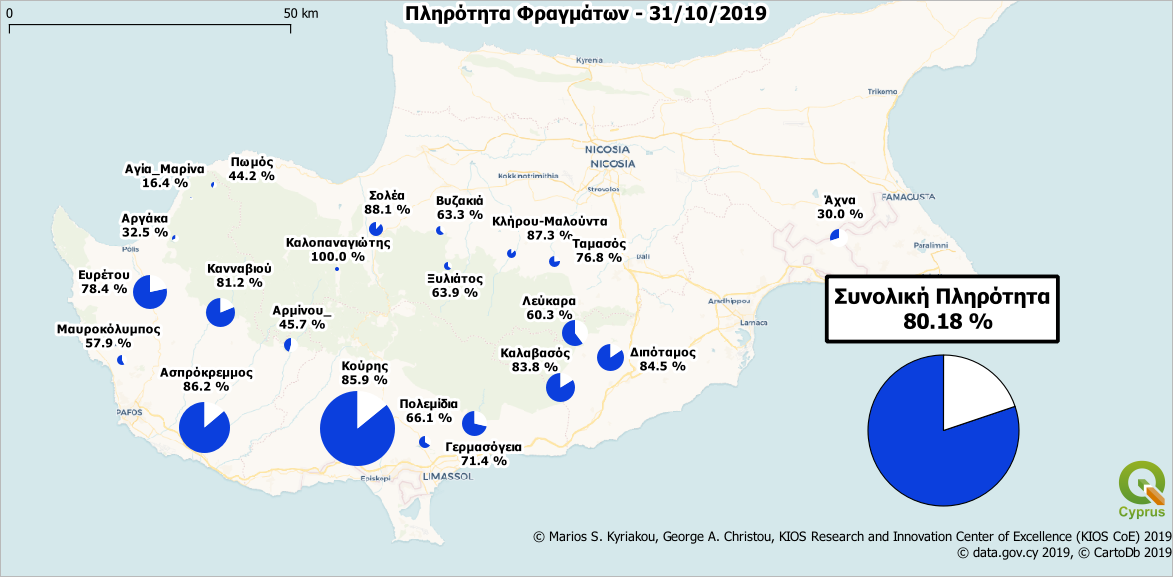 0
50 km
Πληρότητα Φραγμάτων - 31/10/2019
Kyrenia
Trikomo
NICOSIA
NICOSIA
Kokkinotrimithia
Strovolos
Πωμός
44.2 %
Αγία_Μαρίνα
16.4 %
Σολέα
88.1 %
Βυζακιά
63.3 %
Άχνα
30.0 %
FAMAGUSTA
Αργάκα
32.5 %
Κλήρου-Μαλούντα
87.3 %
Polis
Καλοπαναγιώτης
100.0 %
Ταμασός
76.8 %
Dali
Paralimni
Ευρέτου
78.4 %
Κανναβιού
81.2 %
Ξυλιάτος
63.9 %
Συνολική Πληρότητα
80.18 %
Λεύκαρα
60.3 %
Aradhippou
Αρμίνου_
45.7 %
Larnaca
Μαυροκόλυμπος
57.9 %
Καλαβασός
83.8 %
Διπόταμος
84.5 %
Ασπρόκρεμμος
86.2 %
Κούρης
85.9 %
Πολεμίδια
66.1 %
PAFOS
Γερμασόγεια
71.4 %
Episkopi
LIMASSOL
Cyprus
© Marios S. Kyriakou, George A. Christou, KIOS Research and Innovation Center of Excellence (KIOS CoE) 2019
© data.gov.cy 2019, © CartoDb 2019